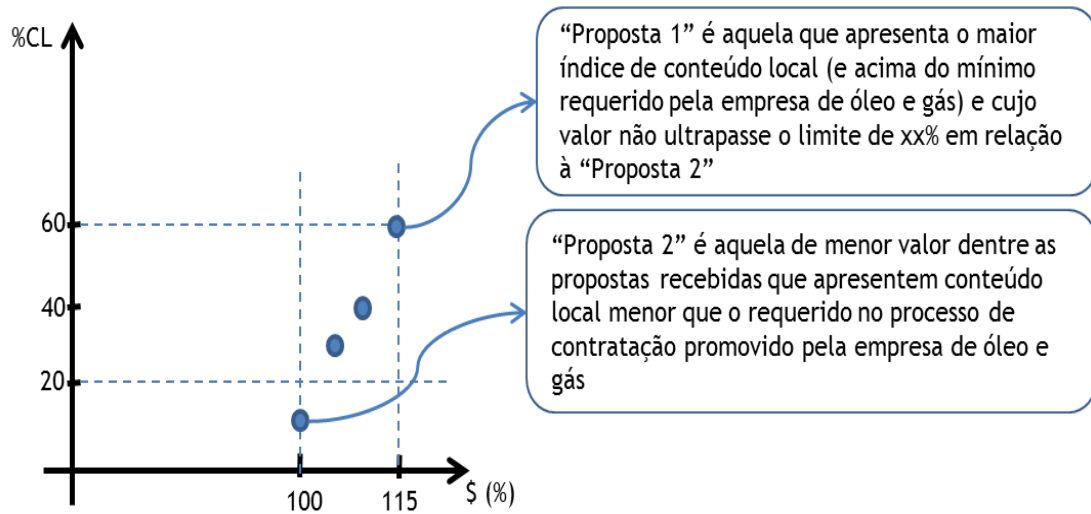 %CL
“Proposta 1” é aquela que apresenta o maior
índice de conteúdo local (e acima do mínimo
requerido pela empresa de óleo e gás) e cujo
valor não ultrapasse o limite de xx% em relação
à “Proposta 2”
“Proposta 2” é aquela de menor valor dentre as
propostas recebidas que apresentem conteúdo
local menor que o requerido no processo de
contratação promovido pela empresa de óleo e
gás
60
40
20
100
115
$ (%)